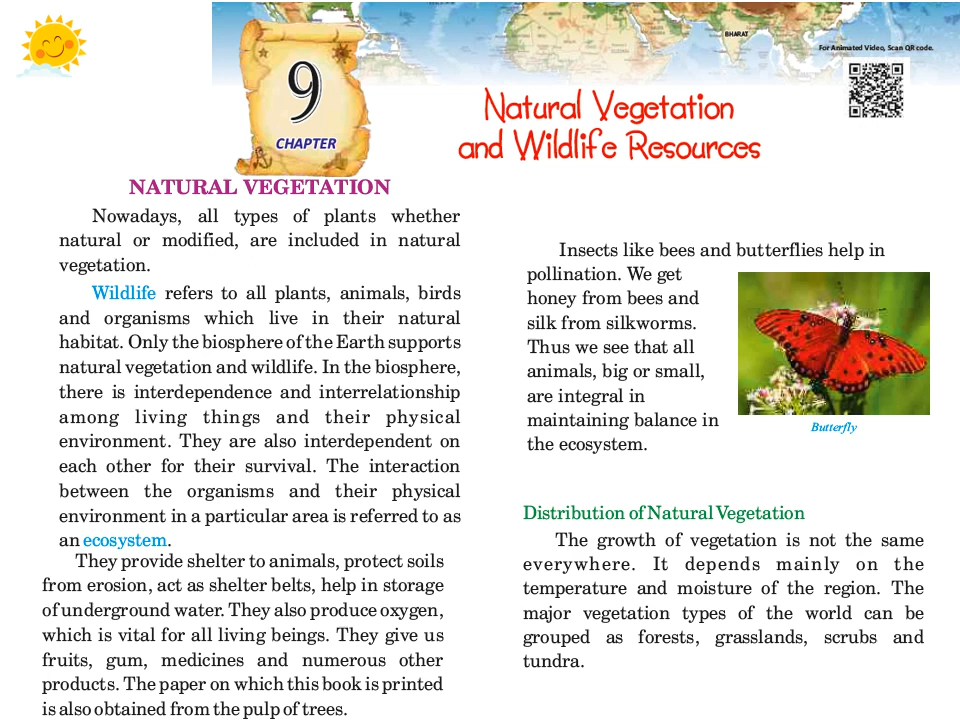 BHARAT
For Animated Video, Scan QR code.
9
CHAPTER
Natural Vegetation
and Wildlife Resources
NATURAL VEGETATION
Nowadays, all types of plants whether
natural or modified, are included in natural
vegetation.
Wildlife refers to all plants, animals, birds
and organisms which live in their natural
habitat. Only the biosphere of the Earth supports
natural vegetation and wildlife. In the biosphere,
there is interdependence and interrelationship
among living things and their physical
environment. They are also interdependent on
each other for their survival. The interaction
between the organisms and their physical
environment in a particular area is referred to as
an ecosystem.
They provide shelter to animals, protect soils
from erosion, act as shelter belts, help in storage
of underground water. They also produce oxygen,
which is vital for all living beings. They give us
fruits, gum, medicines and numerous other
products. The paper on which this book is printed
is also obtained from the pulp of trees.
Insects like bees and butterflies help in
pollination. We get
honey from bees and
silk from silkworms.
Thus we see that all
animals, big or small,
are integral in
maintaining balance in
the ecosystem.
Butterfly
Distribution of Natural Vegetation
The growth of vegetation is not the same
everywhere. It depends mainly on the
temperature and moisture of the region. The
major vegetation types of the world can be
grouped as forests, grasslands, scrubs and
tundra.